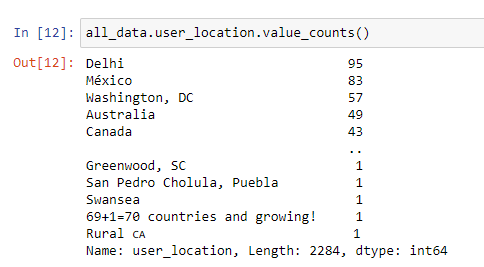 In [12]: all_data.user_location.value_counts()
Out[12]: Delhi 95
México 83
Washington, DC 57
Australia 49
Canada 43
..
Greenwood, SC 1
San Pedro Cholula, Puebla 1
Swansea 1
69+1=70 countries and growing! 1
Rural ᴄᴀ 1
Name: user_location, Length: 2284, dtype: int64